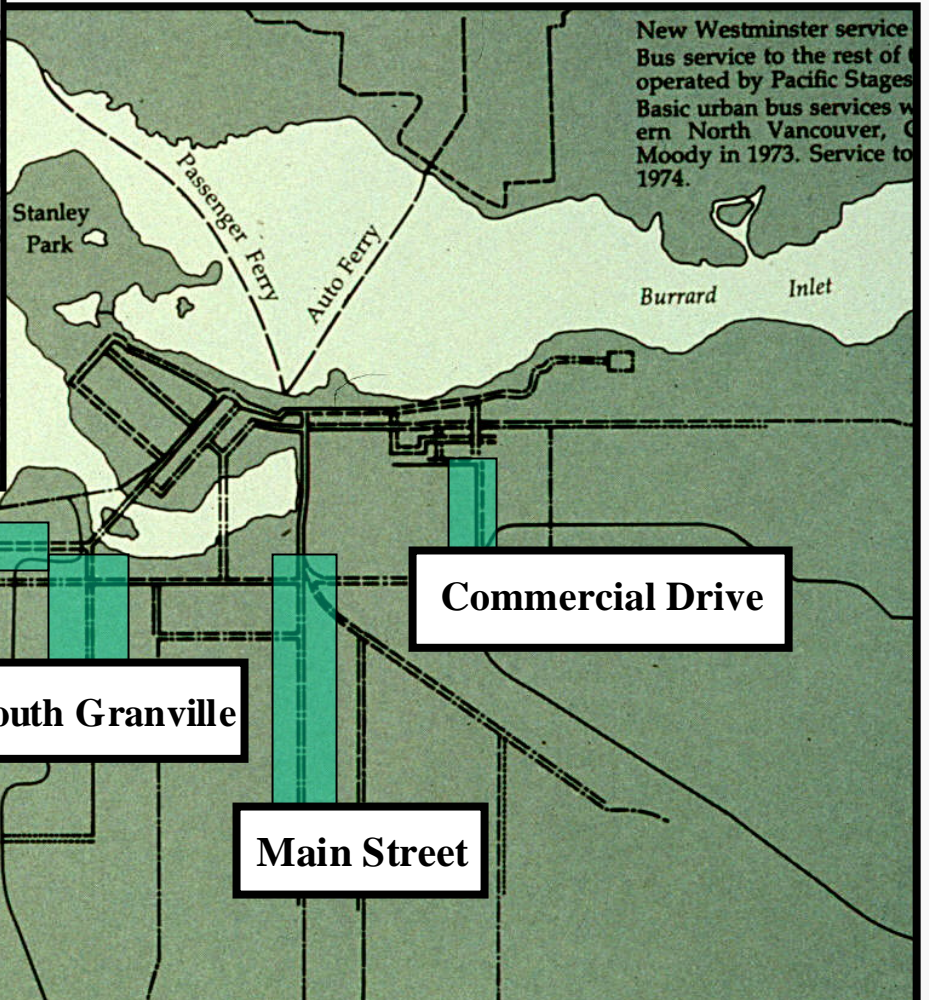 New Westminster service
Bus service to the rest of
operated by Pacific Stages
Basic urban bus services
ern North Vancouver,
Moody in 1973. Service to
1974.
Stanley
Park
Passenger Ferry
Auto Ferry
Burrard Inlet
Commercial Drive
outh Granville
Main Street